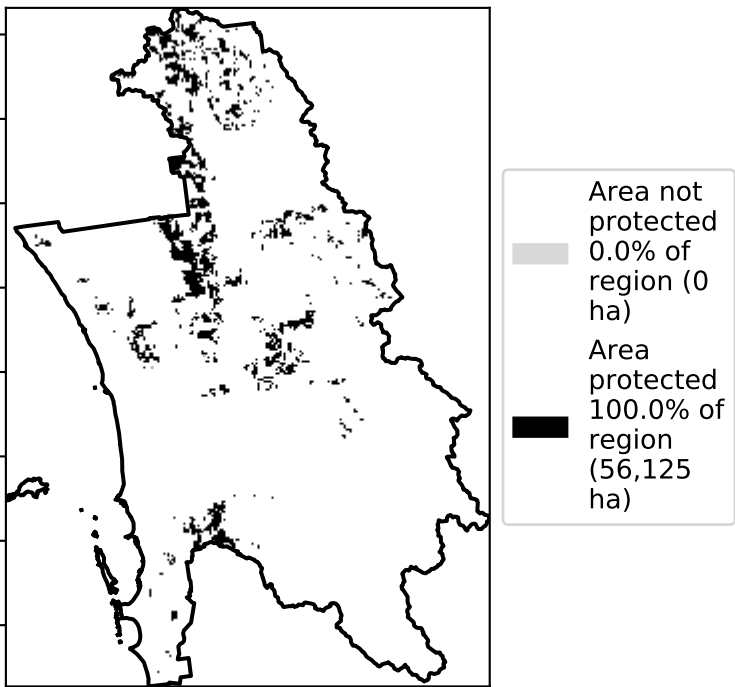 Area not
protected
0.0% of
region (0
ha)
Area
protected
100.0% of
region
(56,125
ha)